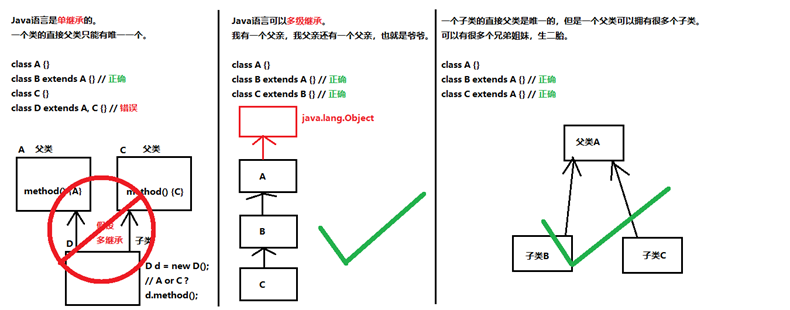 Java语言是单继承的。
一个类的直接父类只能有唯一一个。
class A {}
class B extends A {} // 正确
class C {}
class D extends A, C {} // 错误
A 父类
C 父类
method() (A)
method() (C)
假设
多继承
D
子类
D d = new D();
// A or C ?
d.method();
Java语言可以多级继承。
我有一个父亲，我父亲还有一个父亲，也就是爷爷。
class A {}
class B extends A {} // 正确
class C extends B {} // 正确
java.lang.Object
A
B
C
一个子类的直接父类是唯一的，但是一个父类可以拥有很多个子类。
可以有很多个兄弟姐妹，生二胎。
class A {}
class B extends A {} // 正确
class C extends A {} // 正确
父类A
子类B
子类C